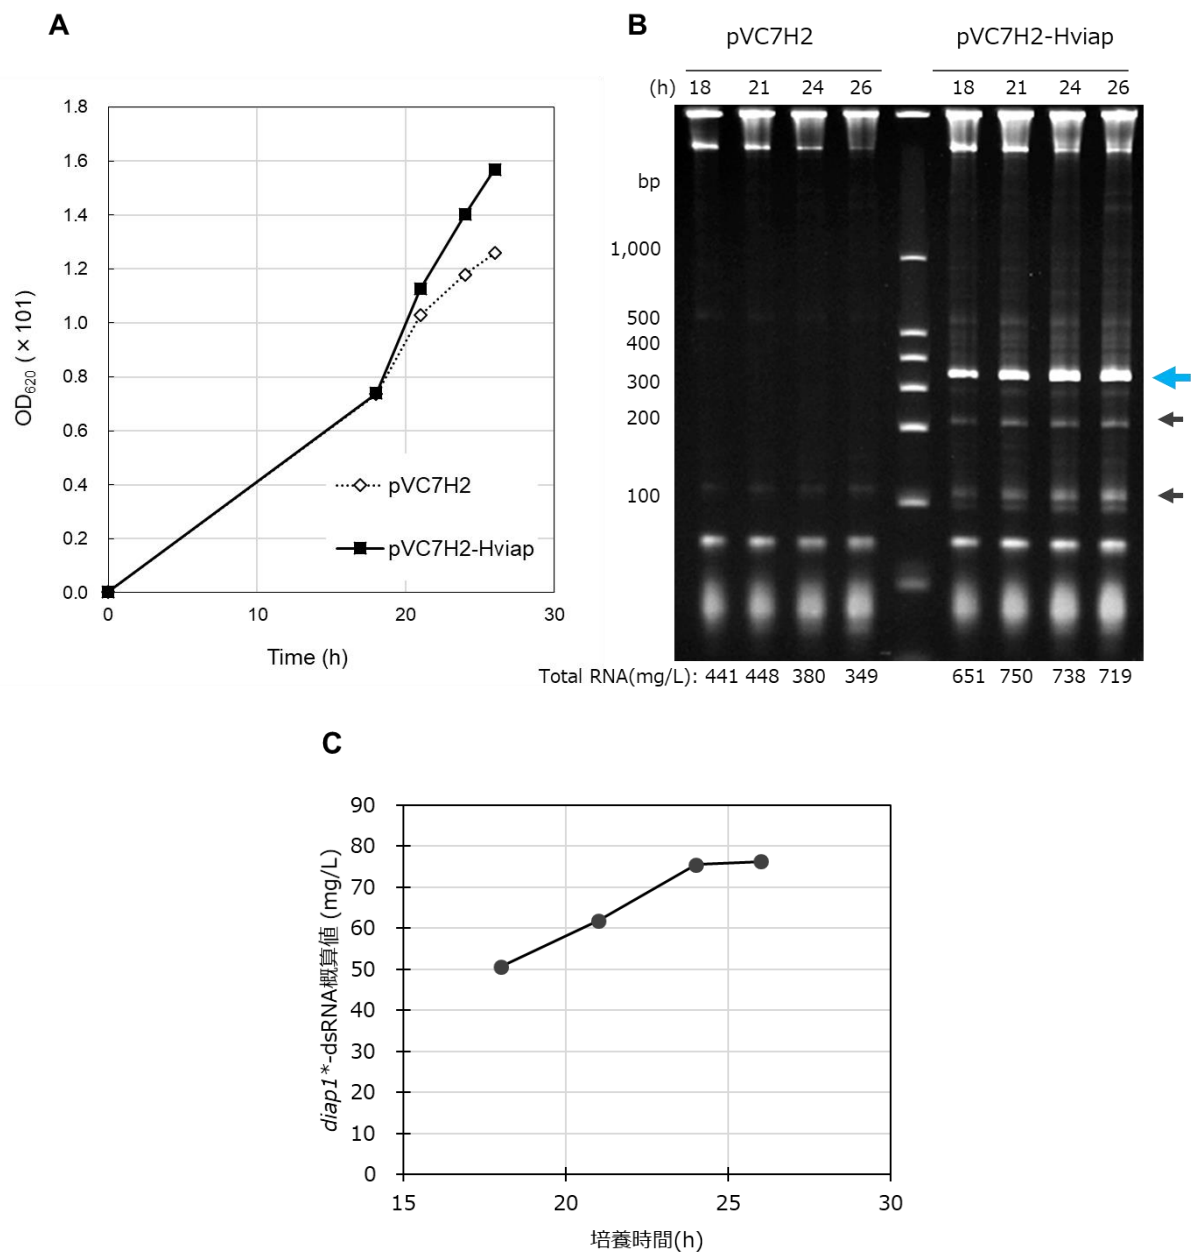 A
1.8
1.6
1.4
1.2
1.0
0.8
0.6
0.4
0.2
0.0
OD620 (×101)
0 10 20 30
Time (h)
pVC7H2
pVC7H2-Hviap
B
pVC7H2 pVC7H2-Hviap
(h) 18 21 24 26 18 21 24 26
bp
1,000
500
400
300
200
100
Total RNA(mg/L): 441 448 380 349 651 750 738 719
C
90
80
70
60
50
40
30
20
10
0
diap1*-dsRNA概算値 (mg/L)
15 20 25 30
培養時間(h)